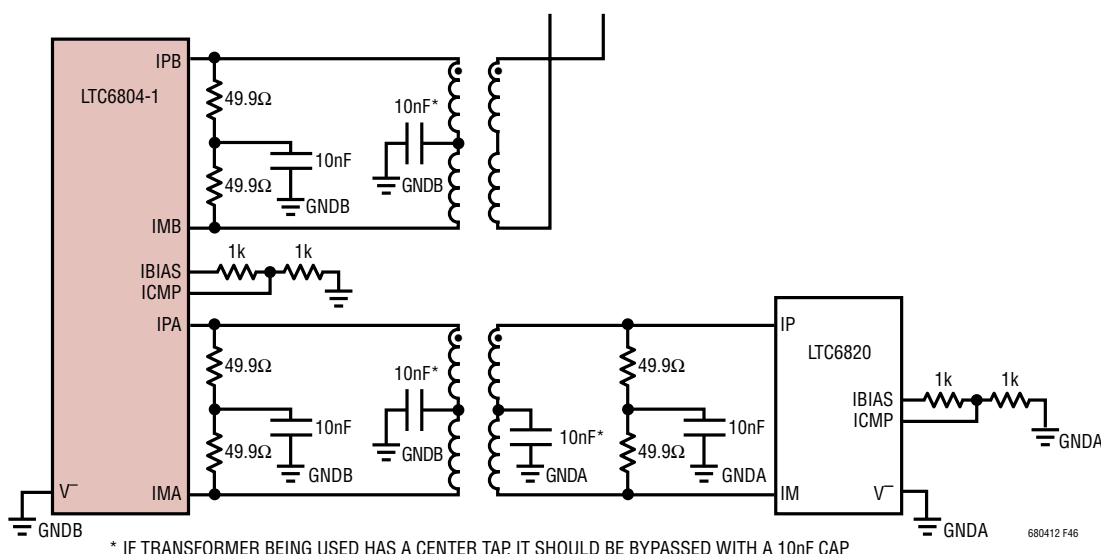 IPB
LTC6804-1
49.9Ω
10nF*
10nF
GNDB
49.9Ω
GNDB
IMB
1k
1k
IBIAS
ICMP
IPA
IP
LTC6820
49.9Ω
10nF*
49.9Ω
1k
1k
IBIAS
ICMP
10nF
GNDB
10nF*
10nF
49.9Ω
GNDB
GNDA
49.9Ω
GNDA
GNDA
V–
IMA
IM
V–
GNDB
GNDA
680412 F46
* IF TRANSFORMER BEING USED HAS A CENTER TAP, IT SHOULD BE BYPASSED WITH A 10nF CAP